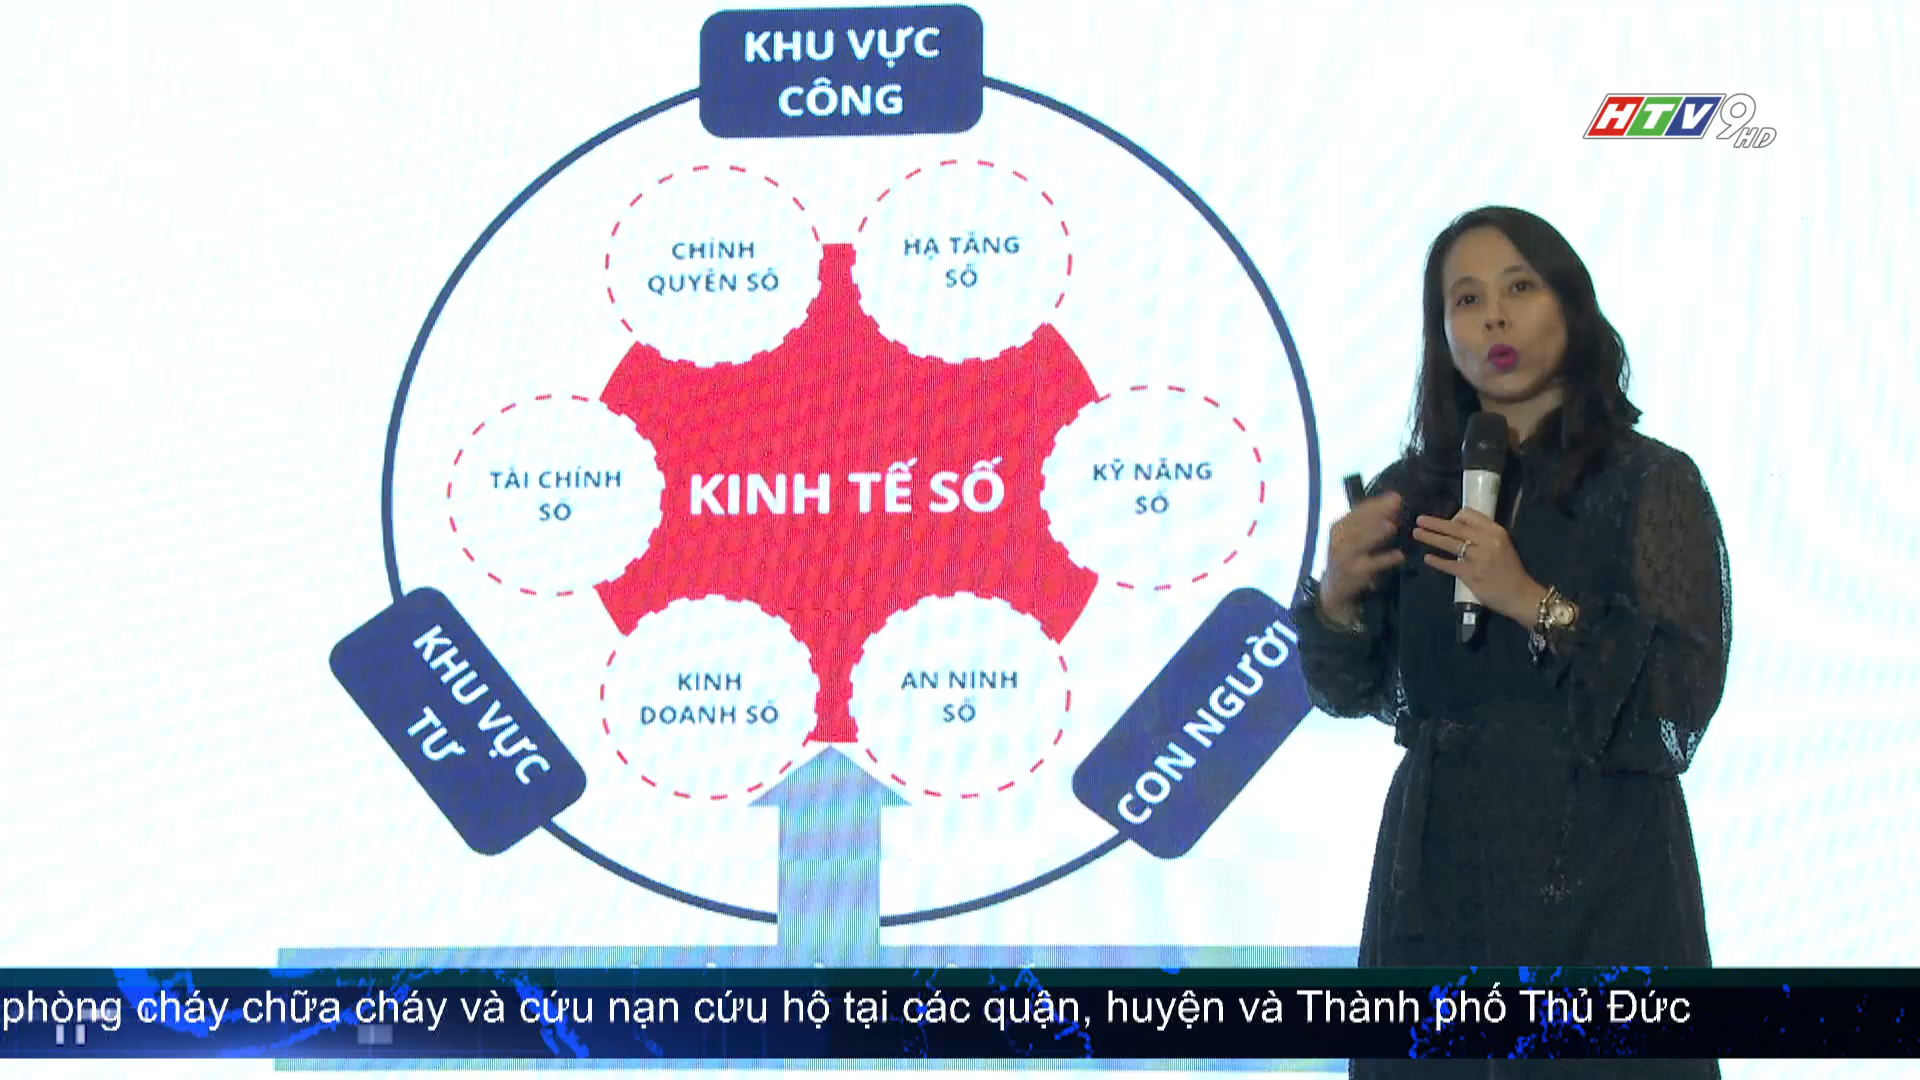 KHU VỰC
CÔNG
HTV9
HD
CHÍNH
QUYỀN SỐ
HẠ TẦNG
SỐ
TÀI CHÍNH
SỐ
KINH TẾ SỐ
KỸ NĂNG
SỐ
KHU VỰC
TƯ
KINH
DOANH SỐ
AN NINH
SỐ
CON NGƯỜI
phòng cháy chữa cháy và cứu nạn cứu hộ tại các quận, huyện và Thành phố Thủ Đức